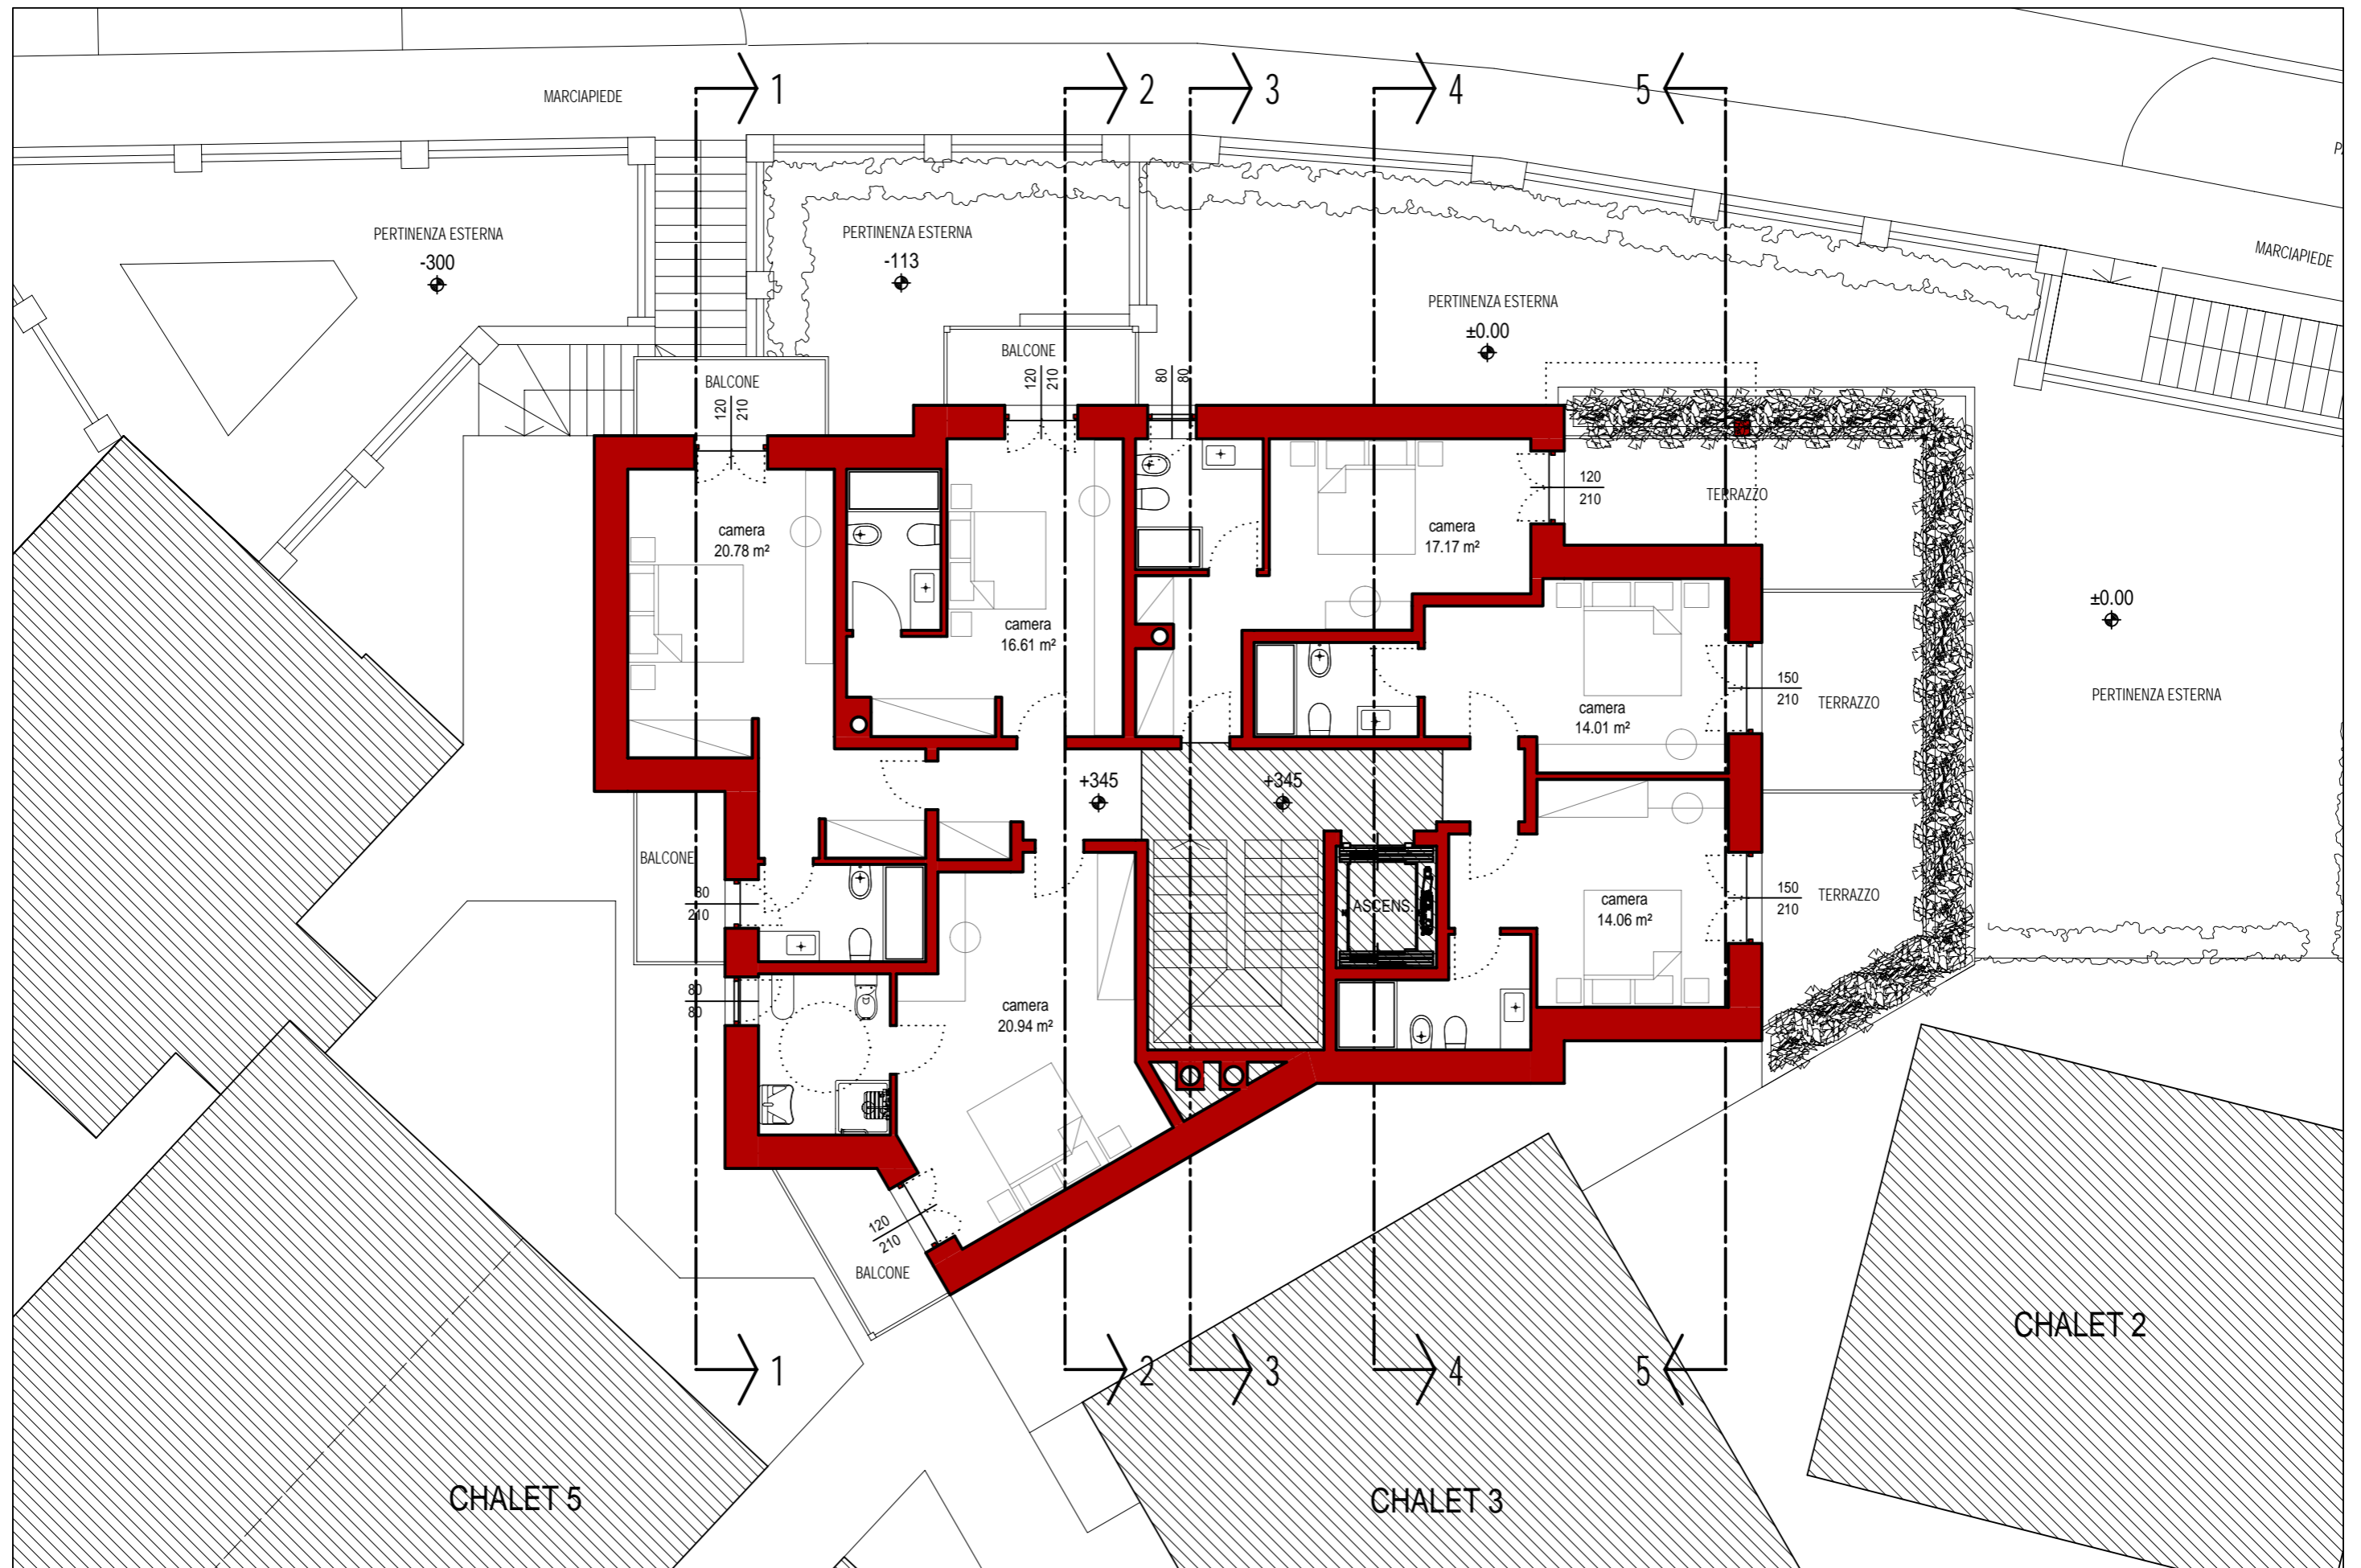 1
2
3
4
5
MARCIAPIEDE
PERTINENZA ESTERNA
-300
PERTINENZA ESTERNA
-113
MARCIAPIEDE
PERTINENZA ESTERNA
±0.00
BALCONE
120
210
BALCONE
120
210
80
80
camera
20.78 m²
camera
16.61 m²
camera
17.17 m²
120
210
TERRAZZO
±0.00
PERTINENZA ESTERNA
camera
14.01 m²
150
210
TERRAZZO
+345
+345
BALCONE
80
210
ASCENS.
camera
14.06 m²
150
210
TERRAZZO
80
80
camera
20.94 m²
120
210
BALCONE
1
2
3
4
5
CHALET 2
CHALET 5
CHALET 3